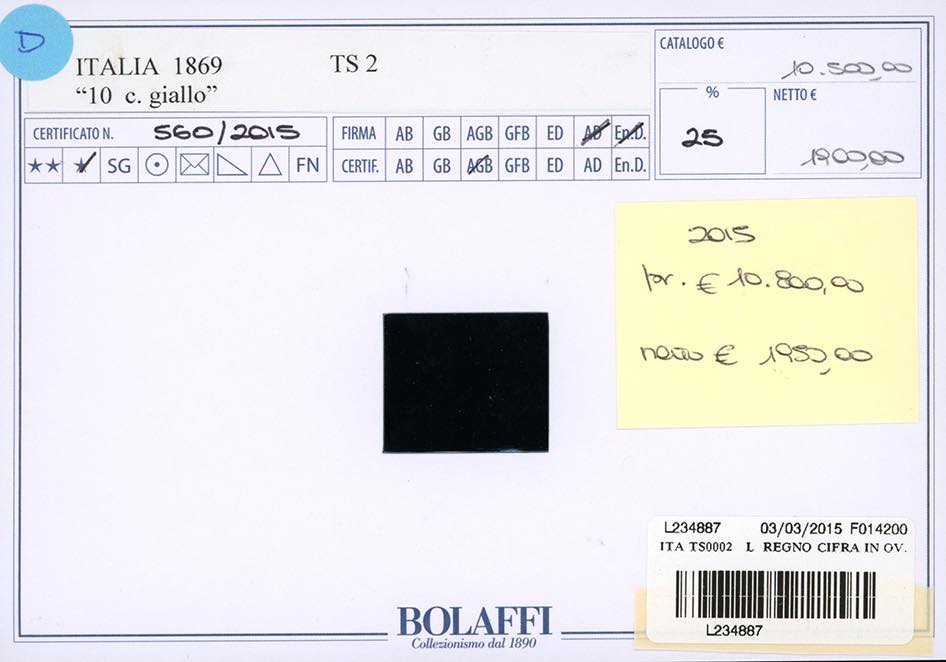 D
ITALIA 1869 TS 2
“10 c. giallo”
CATALOGO €
10.500,00
%
25
NETTO €
1900,00
CERTIFICATO N. 560/2015
★★ ★ SG FN
FIRMA AB GB AGB GFB ED AD En.D.
CERTIF. AB GB AGB GFB ED AD En.D.
2015
€ 10.800,00
netto € 1950,00
L234887 03/03/2015 F014200
ITA TS0002 L REGNO CIFRA IN OV.
L234887
BOLAFFI
Collezionismo dal 1890